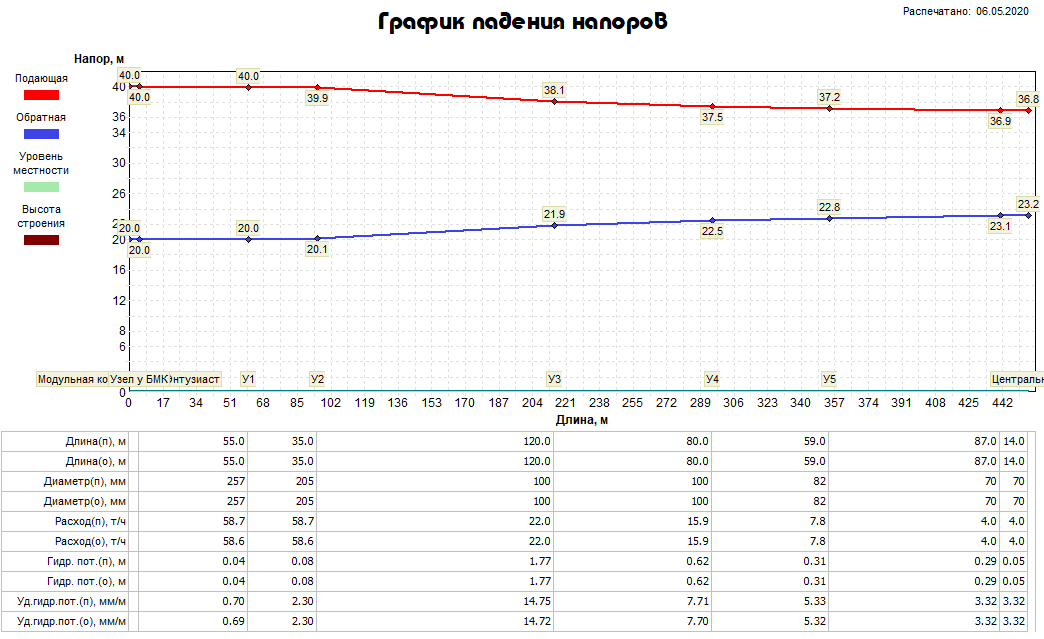 График падения напоров
Распечатано: 06.05.2020
Напор, м
Подающая
Обратная
Уровень
местности
Высота
строения
40.0 40.0 38.1 37.2 36.8
40.0 39.9 37.5 36.9
20.0 20.0 21.9 22.8 23.2
20.0 20.1 22.5 23.1
40
36
34
30
26
20
16
12
8
6
0
Модульная ко Узел у БМК Энтузиаст У1 У2 У3 У4 У5 Централь
0 17 34 51 68 85 102 119 136 153 170 187 204 221 238 255 272 289 306 323 340 357 374 391 408 425 442
Длина, м
Длина(п), м 55.0 35.0 120.0 80.0 59.0 87.0 14.0
Длина(о), м 55.0 35.0 120.0 80.0 59.0 87.0 14.0
Диаметр(п), мм 257 205 100 100 82 70 70
Диаметр(о), мм 257 205 100 100 82 70 70
Расход(п), т/ч 58.7 58.7 22.0 15.9 7.8 4.0 4.0
Расход(о), т/ч 58.6 58.6 22.0 15.9 7.8 4.0 4.0
Гидр. пот.(п), м 0.04 0.08 1.77 0.62 0.31 0.29 0.05
Гидр. пот.(о), м 0.04 0.08 1.77 0.62 0.31 0.29 0.05
Уд.гидр.пот.(п), мм/м 0.70 2.30 14.75 7.71 5.33 3.32 3.32
Уд.гидр.пот.(о), мм/м 0.69 2.30 14.72 7.70 5.32 3.32 3.32